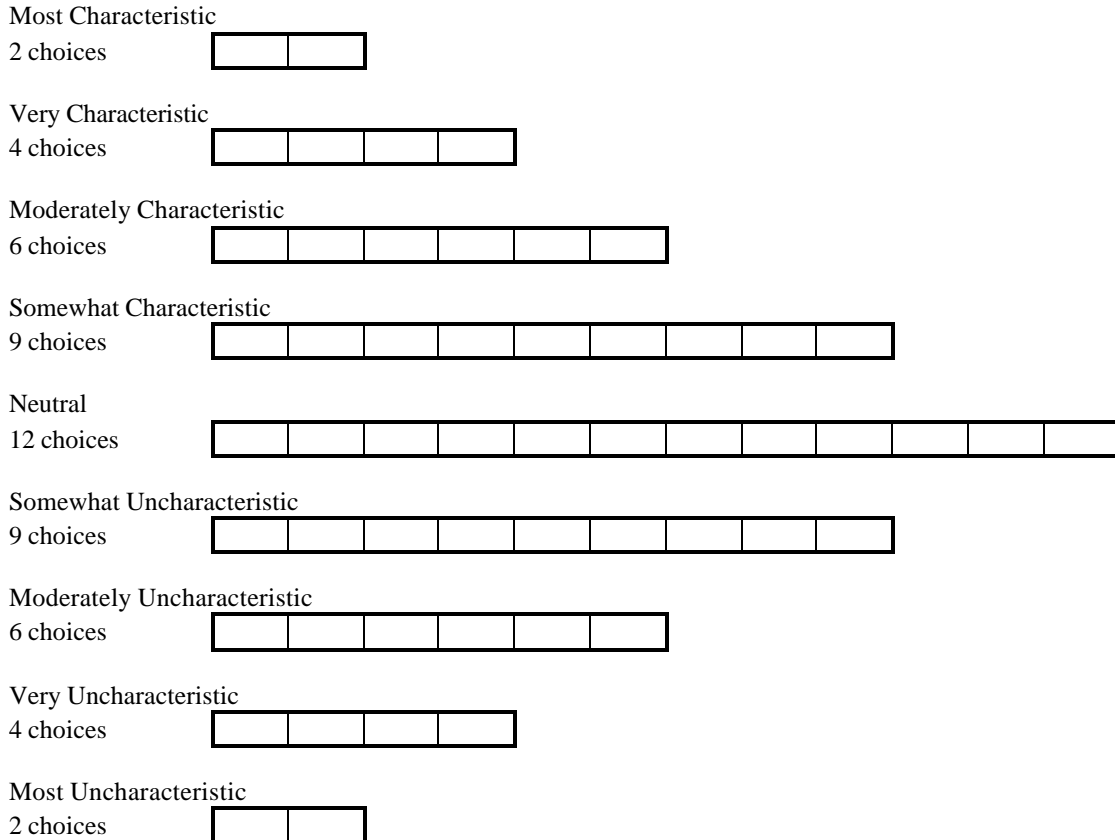 Most Characteristic
2 choices
Very Characteristic
4 choices
Moderately Characteristic
6 choices
Somewhat Characteristic
9 choices
Neutral
12 choices
Somewhat Uncharacteristic
9 choices
Moderately Uncharacteristic
6 choices
Very Uncharacteristic
4 choices
Most Uncharacteristic
2 choices